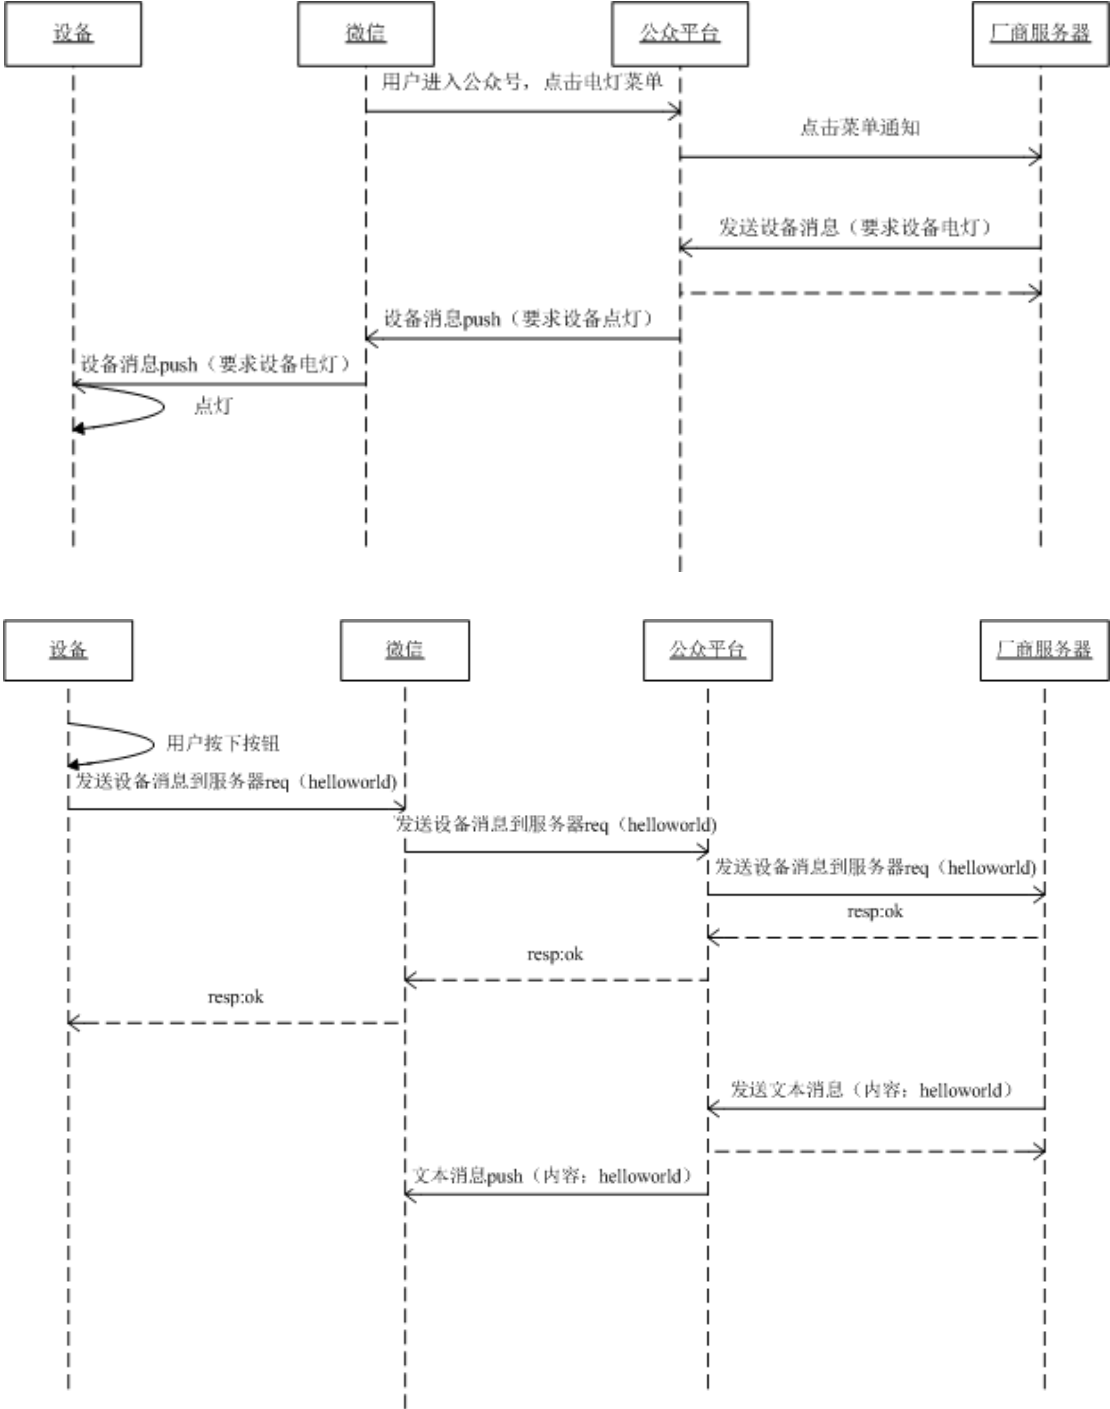 设备
微信
公众平台
厂商服务器
用户进入公众号，点击电灯菜单
点击菜单通知
发送设备消息（要求设备电灯）
设备消息push（要求设备点灯）
设备消息push（要求设备电灯）
点灯
设备
微信
公众平台
厂商服务器
用户按下按钮
发送设备消息到服务器req（helloworld)
发送设备消息到服务器req（helloworld)
发送设备消息到服务器req（helloworld)
resp:ok
resp:ok
resp:ok
发送文本消息（内容：helloworld）
文本消息push（内容：helloworld）